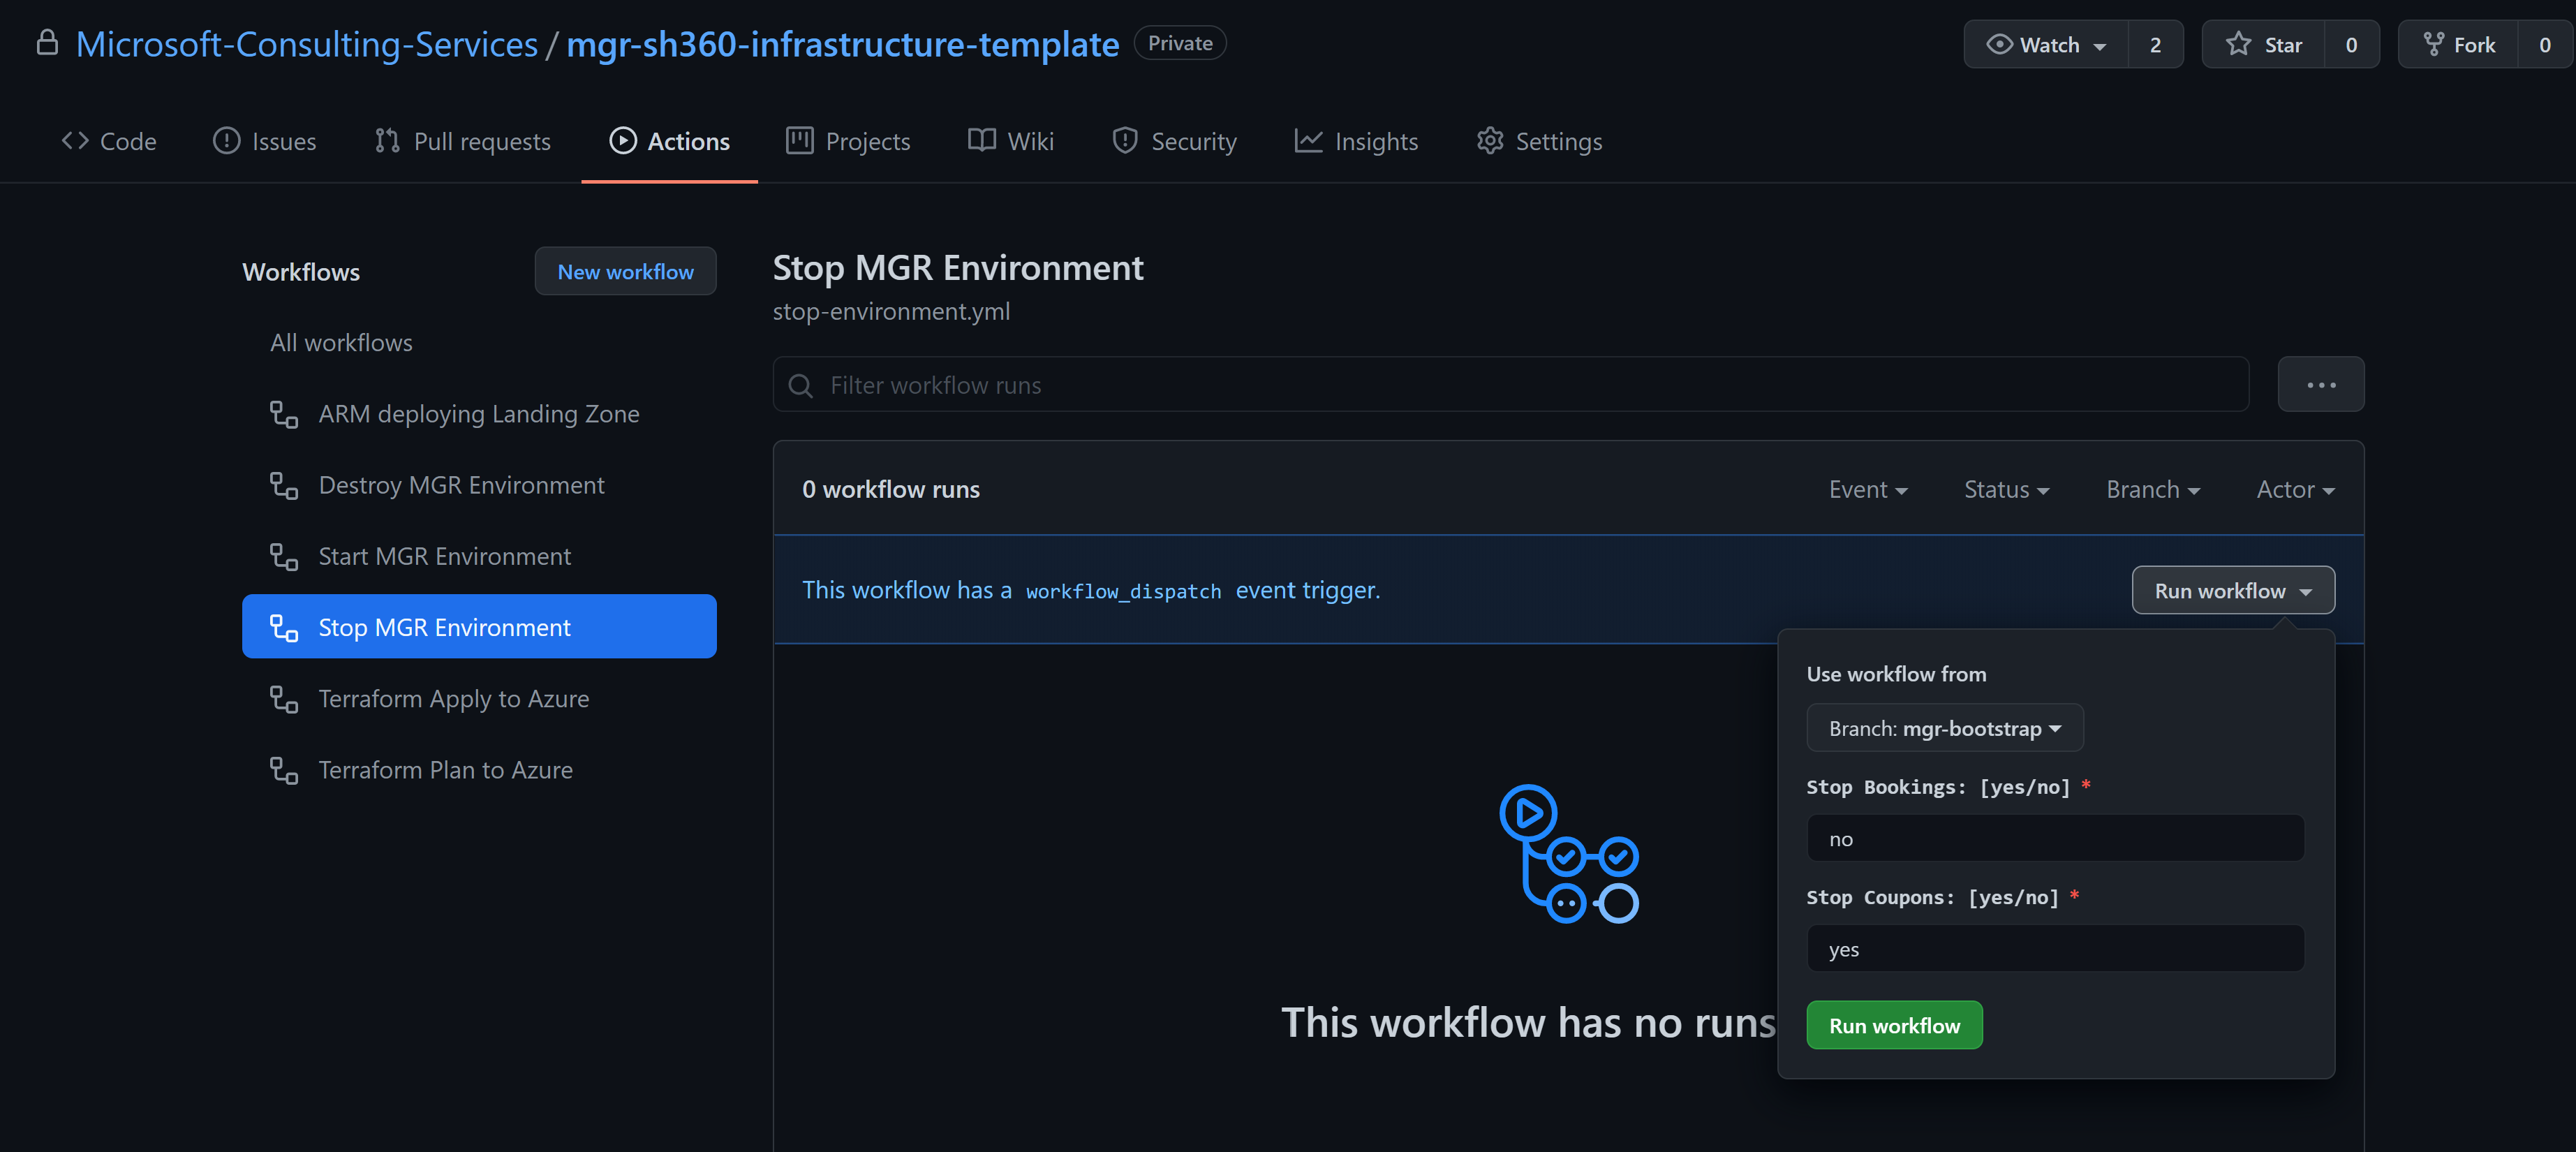 Microsoft-Consulting-Services / mgr-sh360-infrastructure-template Private
Watch 2
Star 0
Fork 0
Code
Issues
Pull requests
Actions
Projects
Wiki
Security
Insights
Settings
Workflows
New workflow
All workflows
ARM deploying Landing Zone
Destroy MGR Environment
Start MGR Environment
Stop MGR Environment
Terraform Apply to Azure
Terraform Plan to Azure
Stop MGR Environment
stop-environment.yml
Filter workflow runs
0 workflow runs
Event
Status
Branch
Actor
This workflow has a workflow_dispatch event trigger.
Run workflow
Use workflow from
Branch: mgr-bootstrap
Stop Bookings: [yes/no] *
no
Stop Coupons: [yes/no] *
yes
Run workflow
This workflow has no runs